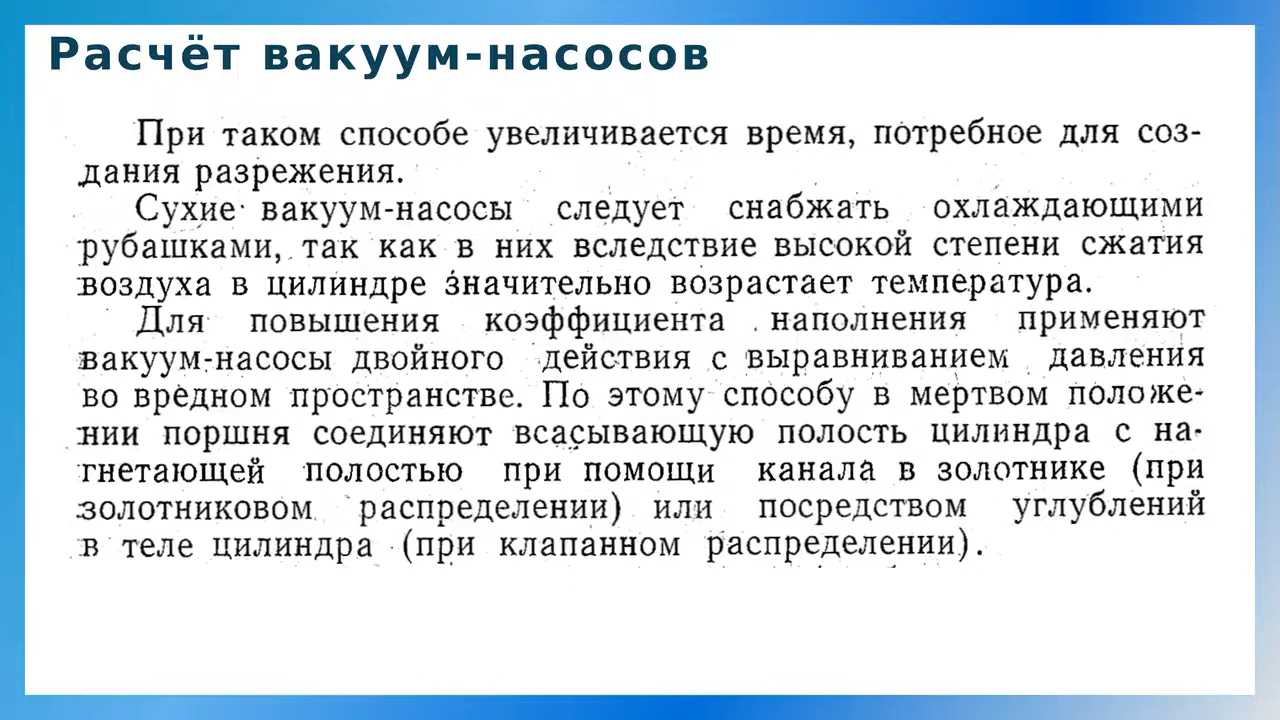 Расчёт вакуум-насосов
При таком способе увеличивается время, потребное для соз-
дания разрежения.
Сухие вакуум-насосы следует снабжать охлаждающими
рубашками, так как в них вследствие высокой степени сжатия
воздуха в цилиндре значительно возрастает температура.
Для повышения коэффициента наполнения применяют
вакуум-насосы двойного действия с выравниванием давления
во вредном пространстве. По этому способу в мертвом положе-
нии поршня соединяют всасывающую полость цилиндра с на-
гнетающей полостью при помощи канала в золотнике (при
золотниковом распределении) или посредством углублений
в теле цилиндра (при клапанном распределении).